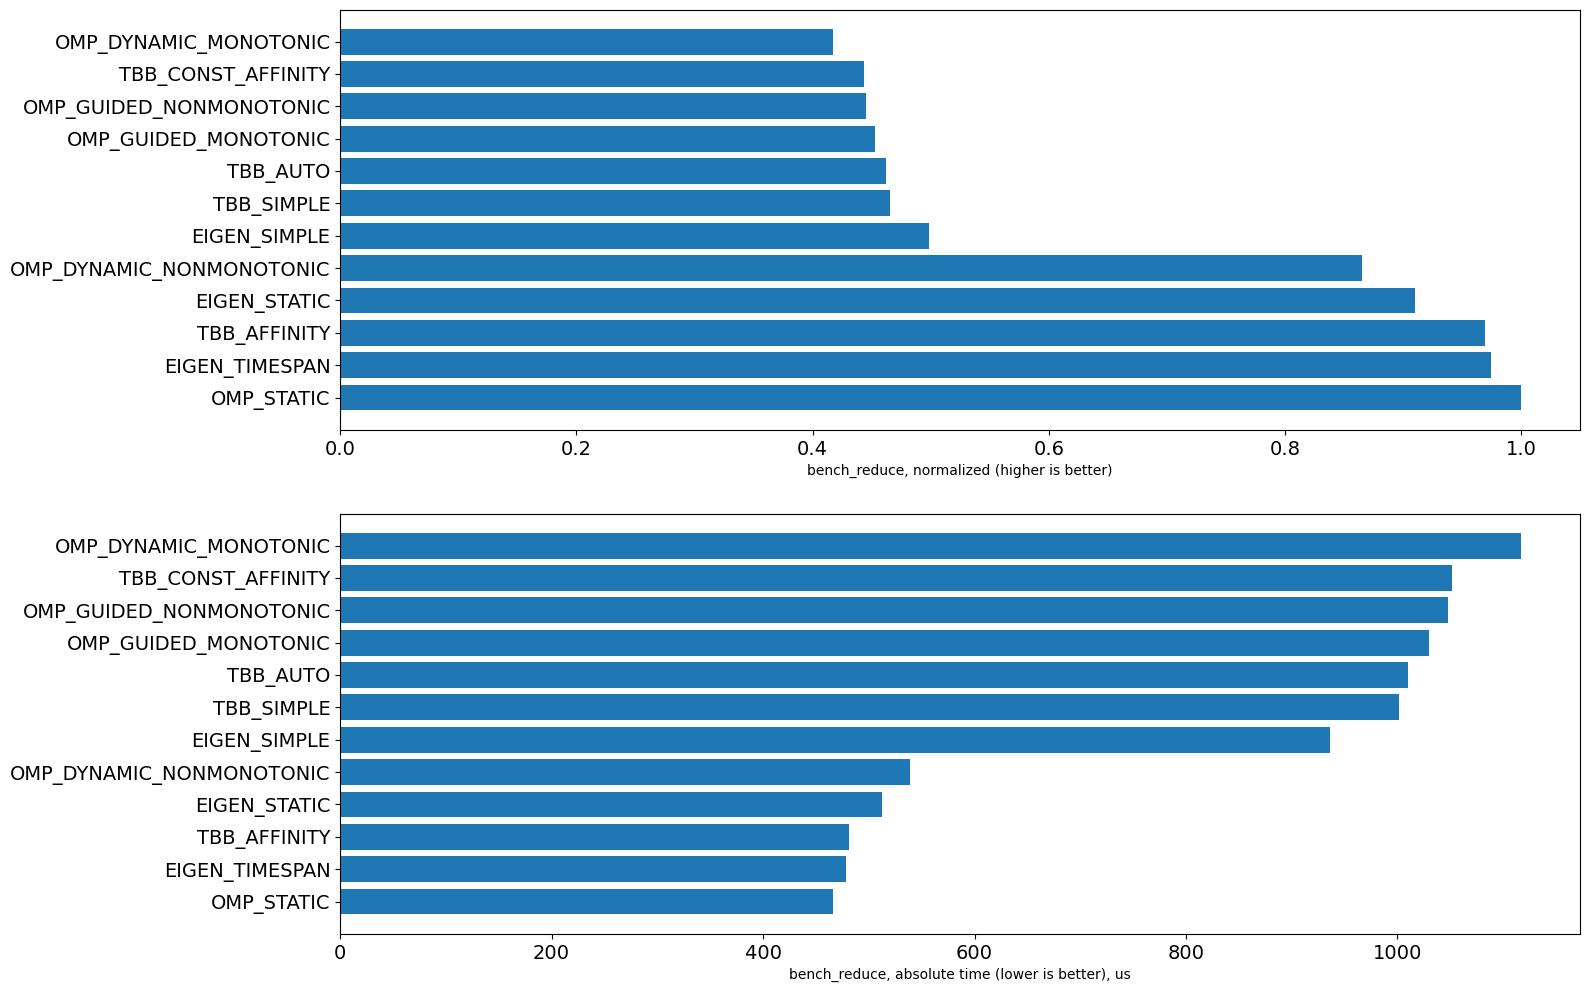 OMP_DYNAMIC_MONOTONIC
TBB_CONST_AFFINITY
OMP_GUIDED_NONMONOTONIC
OMP_GUIDED_MONOTONIC
TBB_AUTO
TBB_SIMPLE
EIGEN_SIMPLE
OMP_DYNAMIC_NONMONOTONIC
EIGEN_STATIC
TBB_AFFINITY
EIGEN_TIMESPAN
OMP_STATIC
0.0 0.2 0.4 0.6 0.8 1.0
bench_reduce, normalized (higher is better)
OMP_DYNAMIC_MONOTONIC
TBB_CONST_AFFINITY
OMP_GUIDED_NONMONOTONIC
OMP_GUIDED_MONOTONIC
TBB_AUTO
TBB_SIMPLE
EIGEN_SIMPLE
OMP_DYNAMIC_NONMONOTONIC
EIGEN_STATIC
TBB_AFFINITY
EIGEN_TIMESPAN
OMP_STATIC
0 200 400 600 800 1000
bench_reduce, absolute time (lower is better), us